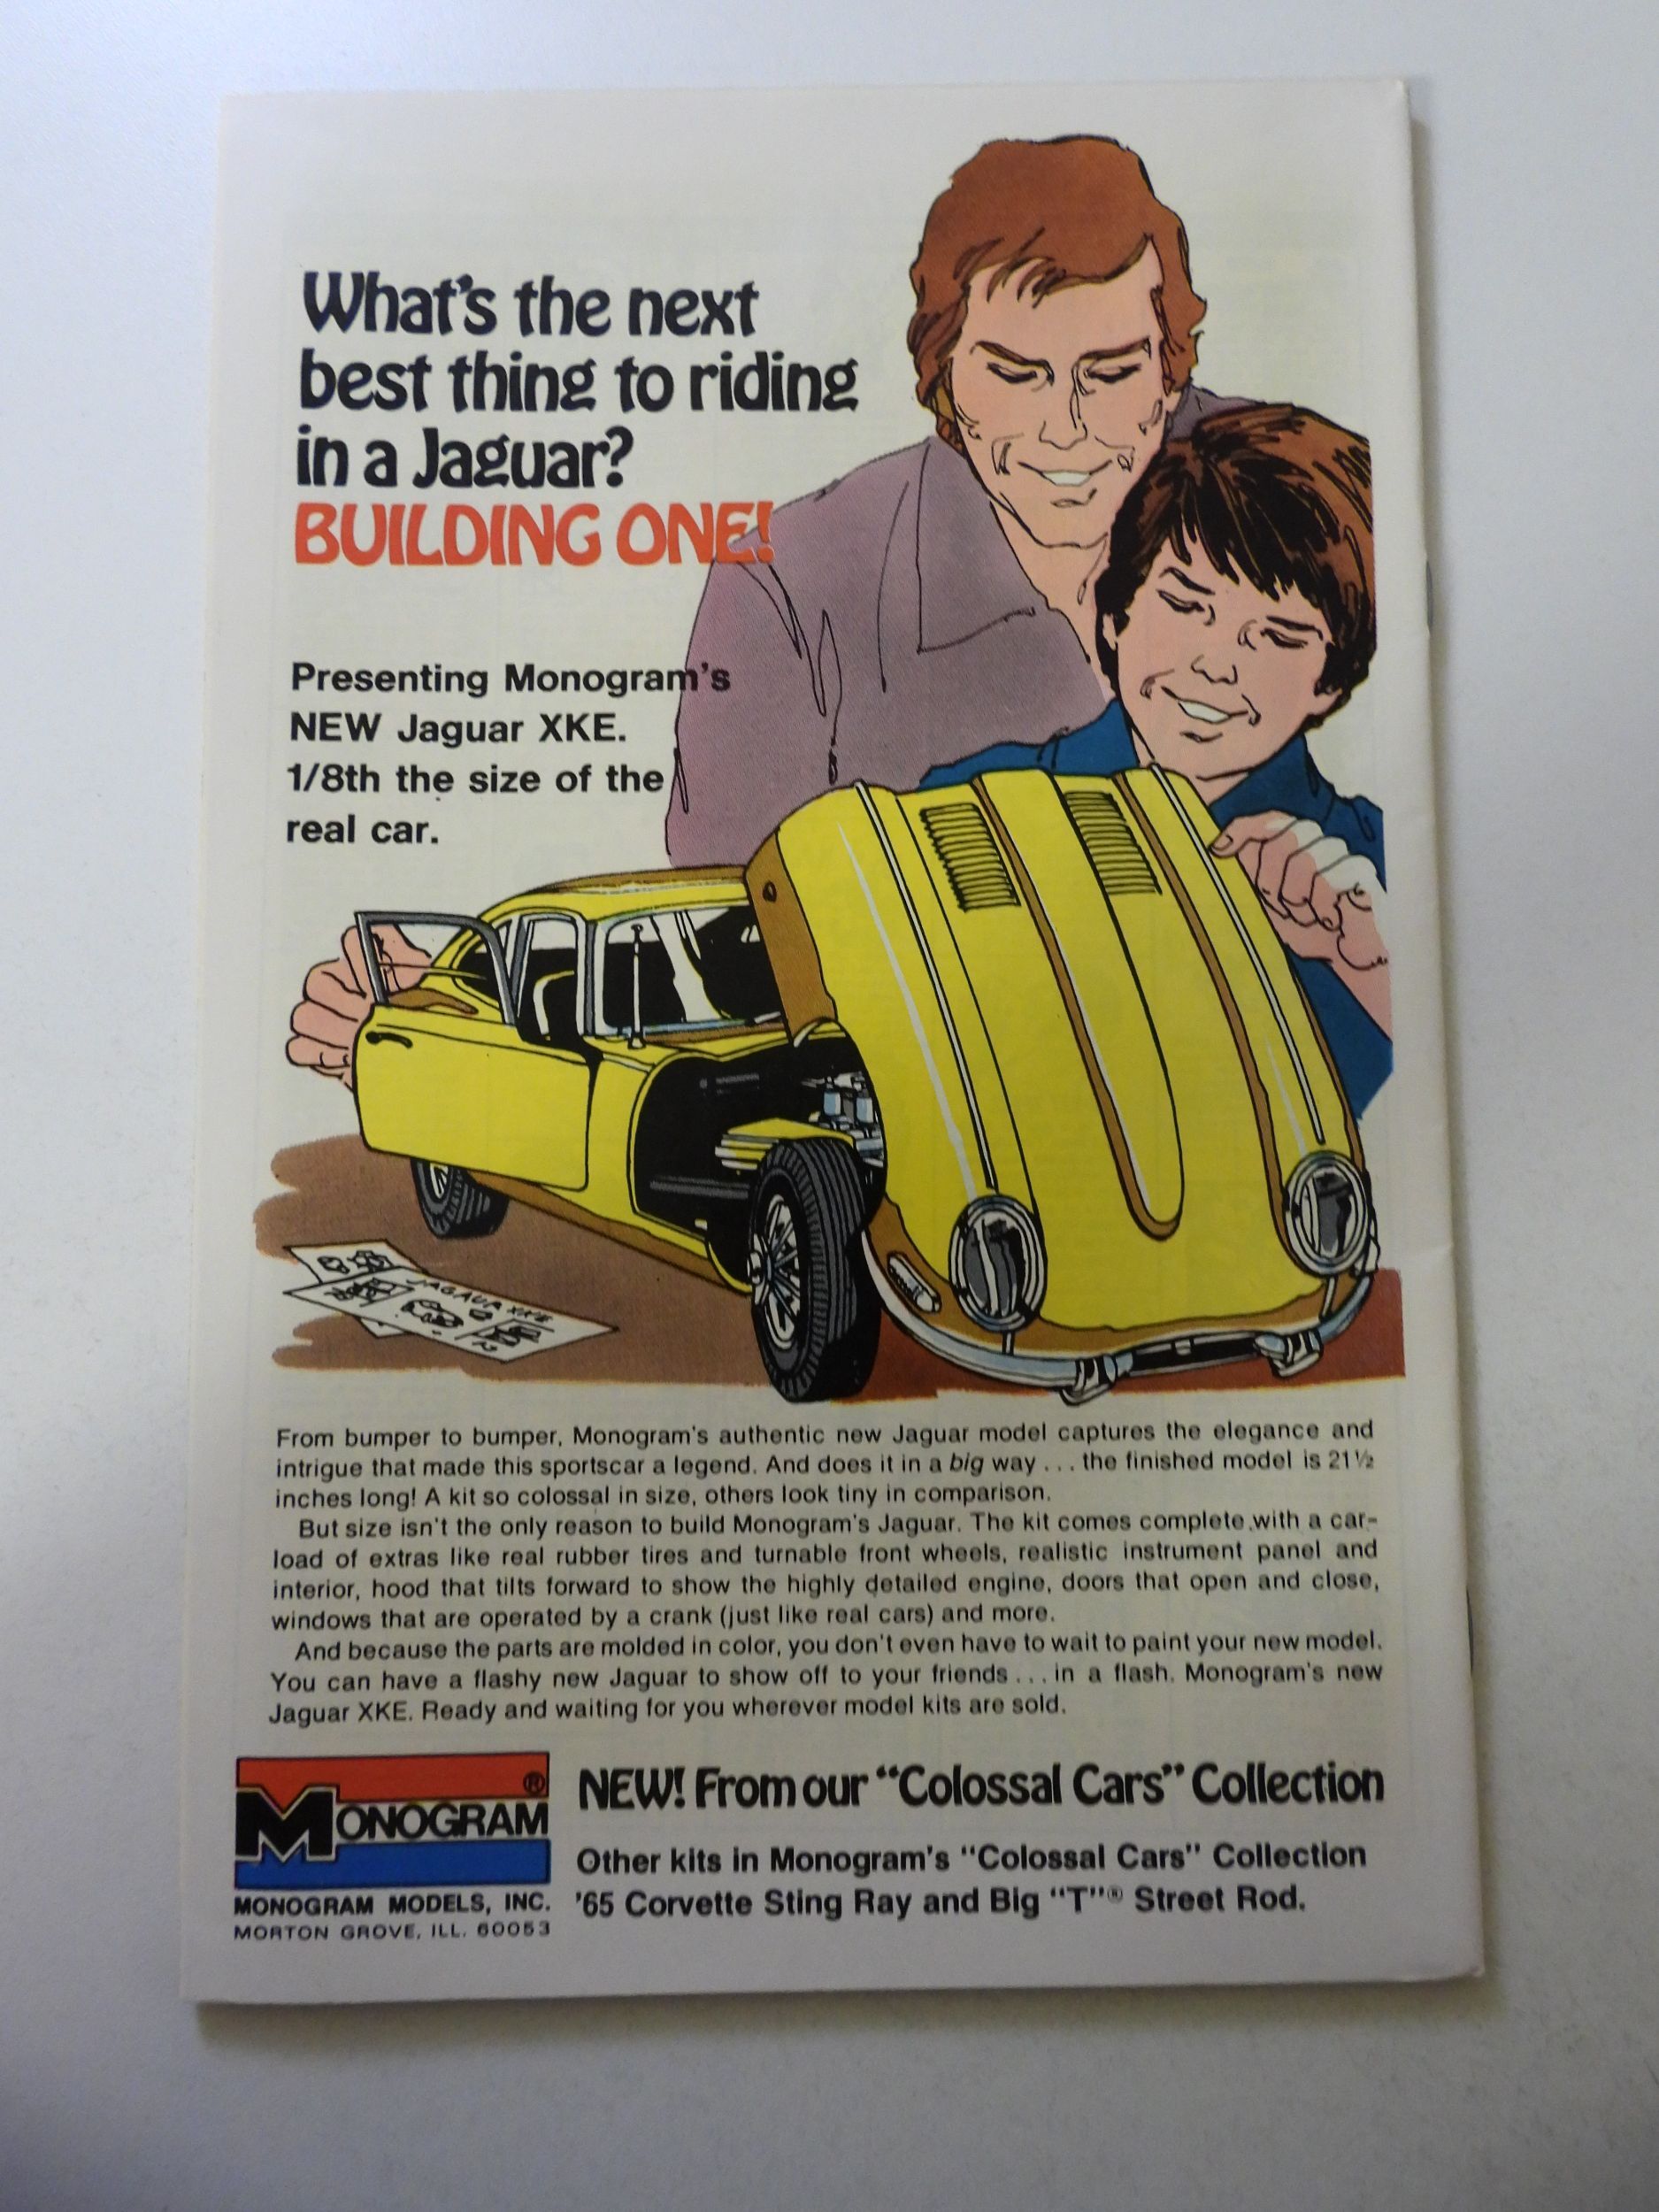 What's the next
best thing to riding
in a Jaguar?
BUILDING ONE!
Presenting Monogram's
NEW Jaguar XKE.
1/8th the size of the
real car.
JAGAUR XKE
From bumper to bumper, Monogram's authentic new Jaguar model captures the elegance and
intrigue that made this sportscar a legend. And does it in a big way . . . the finished model is 21½
inches long! A kit so colossal in size, others look tiny in comparison.
But size isn't the only reason to build Monogram's Jaguar. The kit comes complete with a car-
load of extras like real rubber tires and turnable front wheels, realistic instrument panel and
interior, hood that tilts forward to show the highly detailed engine, doors that open and close,
windows that are operated by a crank (just like real cars) and more.
And because the parts are molded in color, you don't even have to wait to paint your new model.
You can have a flashy new Jaguar to show off to your friends . . . in a flash. Monogram's new
Jaguar XKE. Ready and waiting for you wherever model kits are sold.
MONOGRAM®
MONOGRAM MODELS, INC.
MORTON GROVE, ILL. 60053
NEW! From our "Colossal Cars" Collection
Other kits in Monogram's "Colossal Cars" Collection
'65 Corvette Sting Ray and Big "T"® Street Rod.